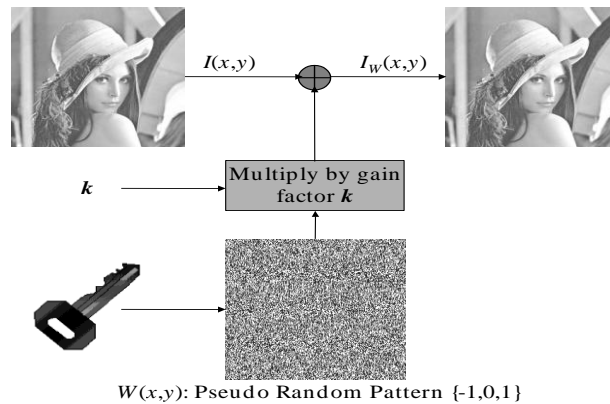 I(x,y)
I_W(x,y)
Multiply by gain
factor k
k
W(x,y): Pseudo Random Pattern {-1,0,1}